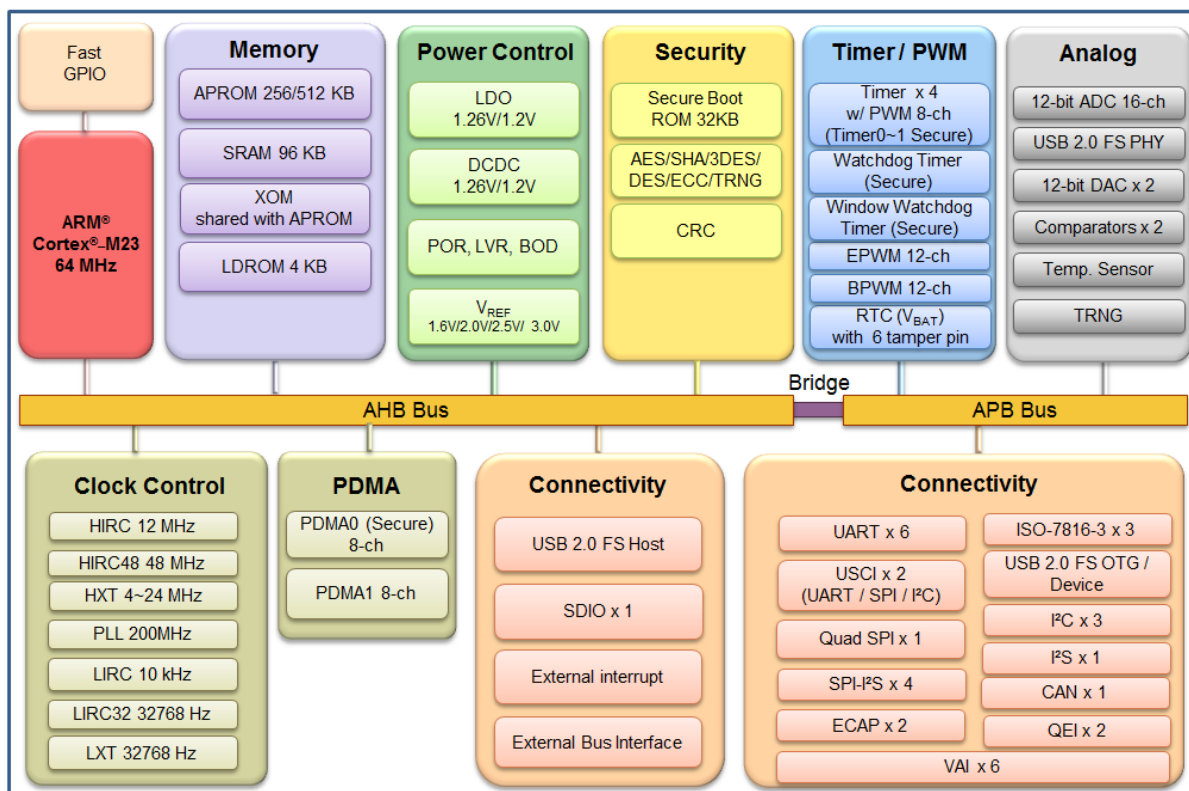 Fast
GPIO
ARM®
Cortex®-M23
64 MHz
Memory
APROM 256/512 KB
SRAM 96 KB
XOM
shared with APROM
LDROM 4 KB
Power Control
LDO
1.26V/1.2V
DCDC
1.26V/1.2V
POR, LVR, BOD
VREF
1.6V/2.0V/2.5V/ 3.0V
Security
Secure Boot
ROM 32KB
AES/SHA/3DES/
DES/ECC/TRNG
CRC
Timer / PWM
Timer x 4
w/ PWM 8-ch
(Timer0~1 Secure)
Watchdog Timer
(Secure)
Window Watchdog
Timer (Secure)
EPWM 12-ch
BPWM 12-ch
RTC (VBAT)
with 6 tamper pin
Analog
12-bit ADC 16-ch
USB 2.0 FS PHY
12-bit DAC x 2
Comparators x 2
Temp. Sensor
TRNG
AHB Bus
Bridge
APB Bus
Clock Control
HIRC 12 MHz
HIRC48 48 MHz
HXT 4~24 MHz
PLL 200MHz
LIRC 10 kHz
LIRC32 32768 Hz
LXT 32768 Hz
PDMA
PDMA0 (Secure)
8-ch
PDMA1 8-ch
Connectivity
USB 2.0 FS Host
SDIO x 1
External interrupt
External Bus Interface
Connectivity
UART x 6
USCI x 2
(UART / SPI / I²C)
Quad SPI x 1
SPI-I²S x 4
ECAP x 2
ISO-7816-3 x 3
USB 2.0 FS OTG /
Device
I²C x 3
I²S x 1
CAN x 1
QEI x 2
VAI x 6